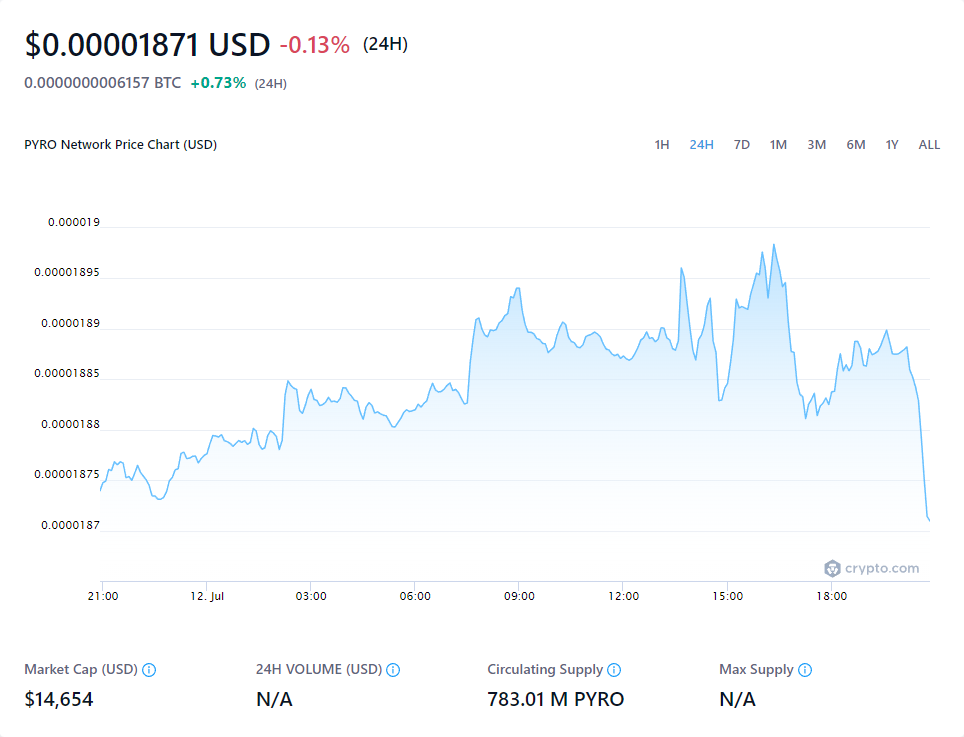 $0.00001871 USD -0.13% (24H)
0.0000000006157 BTC +0.73% (24H)
PYRO Network Price Chart (USD) 1H 24H 7D 1M 3M 6M 1Y ALL
0.000019
0.00001895
0.0000189
0.00001885
0.0000188
0.00001875
0.0000187
crypto.com
21:00 12. Jul 03:00 06:00 09:00 12:00 15:00 18:00
Market Cap (USD) 24H VOLUME (USD) Circulating Supply Max Supply
$14,654 N/A 783.01 M PYRO N/A